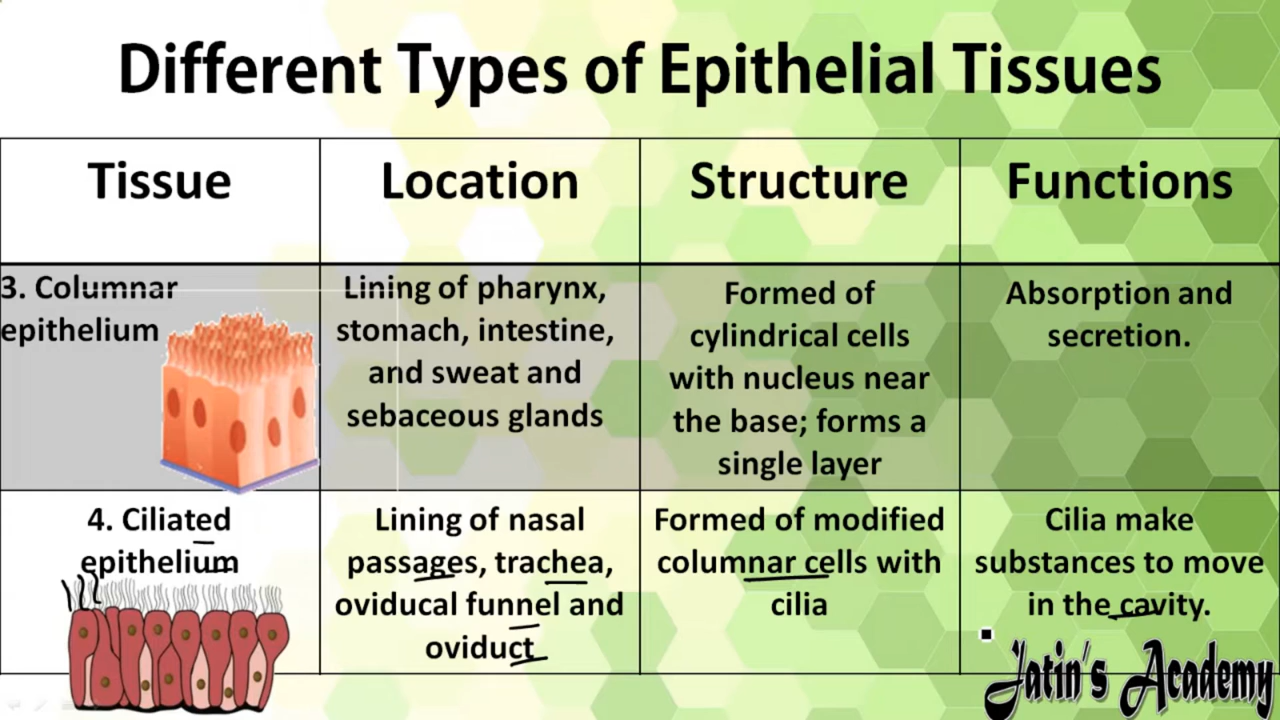 Different Types of Epithelial Tissues
Tissue
Location
Structure
Functions
3. Columnar
epithelium
Lining of pharynx,
stomach, intestine,
and sweat and
sebaceous glands
Formed of
cylindrical cells
with nucleus near
the base; forms a
single layer
Absorption and
secretion.
4. Ciliated
epithelium
Lining of nasal
passages, trachea,
oviducal funnel and
oviduct
Formed of modified
columnar cells with
cilia
Cilia make
substances to move
in the cavity.
Jatin's Academy